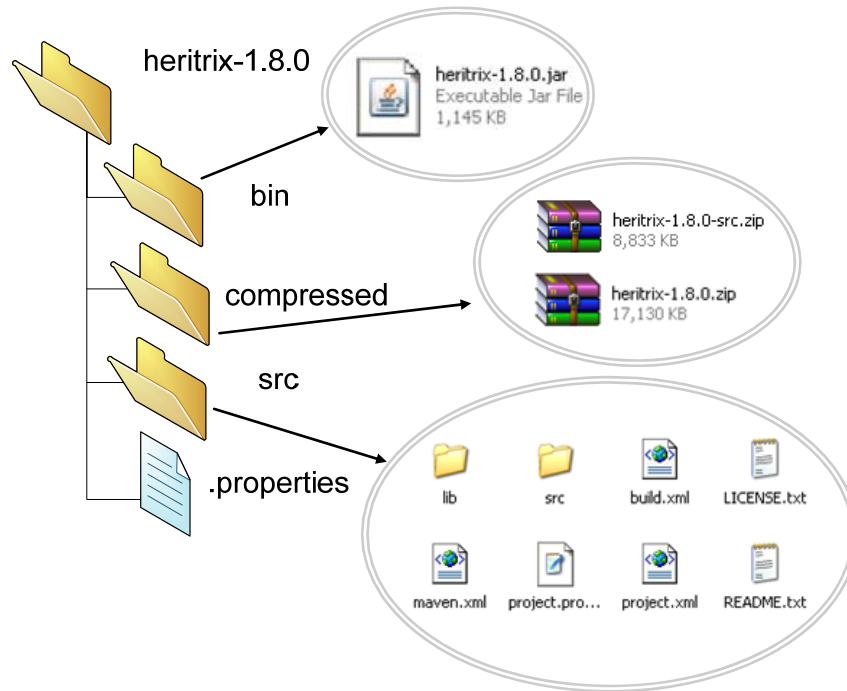 heritrix-1.8.0
heritrix-1.8.0.jar
Executable Jar File
1,145 KB
bin
heritrix-1.8.0-src.zip
8,833 KB
compressed
heritrix-1.8.0.zip
17,130 KB
src
.properties
lib
src
build.xml
LICENSE.txt
maven.xml
project.pro...
project.xml
README.txt